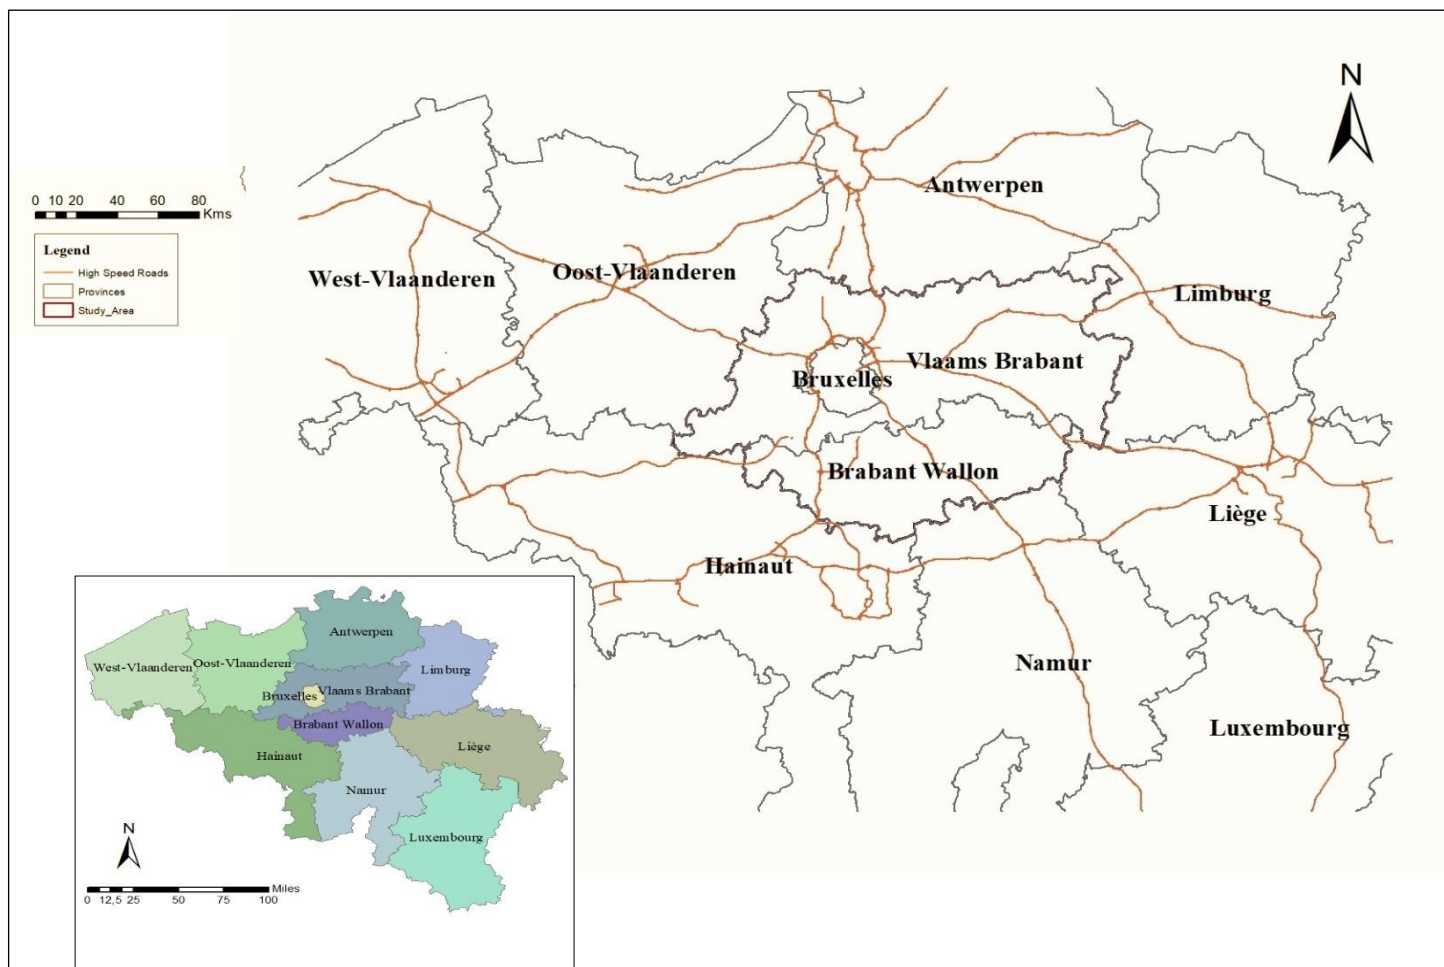 N
Antwerpen
0 10 20 40 60 80
Kms
Legend
High Speed Roads
Provinces
Study_Area
West-Vlaanderen
Oost-Vlaanderen
Limburg
Vlaams Brabant
Bruxelles
Brabant Wallon
Liège
Hainaut
Namur
Luxembourg
Antwerpen
West-Vlaanderen
Oost-Vlaanderen
Limburg
Bruxelles
Vlaams Brabant
Brabant Wallon
Liège
Hainaut
Namur
Luxembourg
N
Miles
0 12,5 25 50 75 100